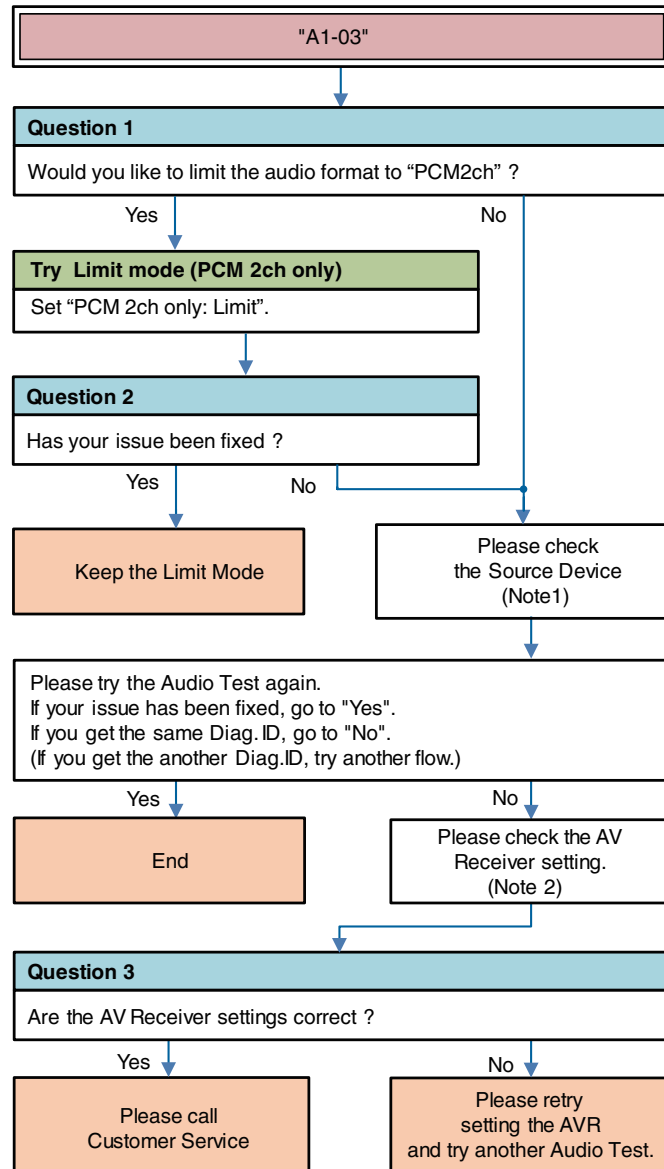 "A1-03"
Question 1
Would you like to limit the audio format to “PCM2ch” ?
Yes
No
Try Limit mode (PCM 2ch only)
Set “PCM 2ch only: Limit”.
Question 2
Has your issue been fixed ?
Yes
No
Keep the Limit Mode
Please check
the Source Device
(Note1)
Please try the Audio Test again.
If your issue has been fixed, go to "Yes".
If you get the same Diag. ID, go to "No".
(If you get the another Diag.ID, try another flow.)
Yes
No
End
Please check the AV
Receiver setting.
(Note 2)
Question 3
Are the AV Receiver settings correct ?
Yes
No
Please call
Customer Service
Please retry
setting the AVR
and try another Audio Test.